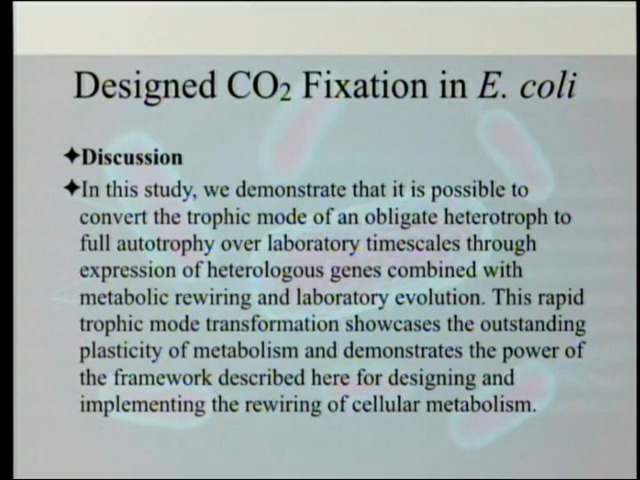 Designed CO₂ Fixation in E. coli
✦Discussion
✦In this study, we demonstrate that it is possible to
convert the trophic mode of an obligate heterotroph to
full autotrophy over laboratory timescales through
expression of heterologous genes combined with
metabolic rewiring and laboratory evolution. This rapid
trophic mode transformation showcases the outstanding
plasticity of metabolism and demonstrates the power of
the framework described here for designing and
implementing the rewiring of cellular metabolism.